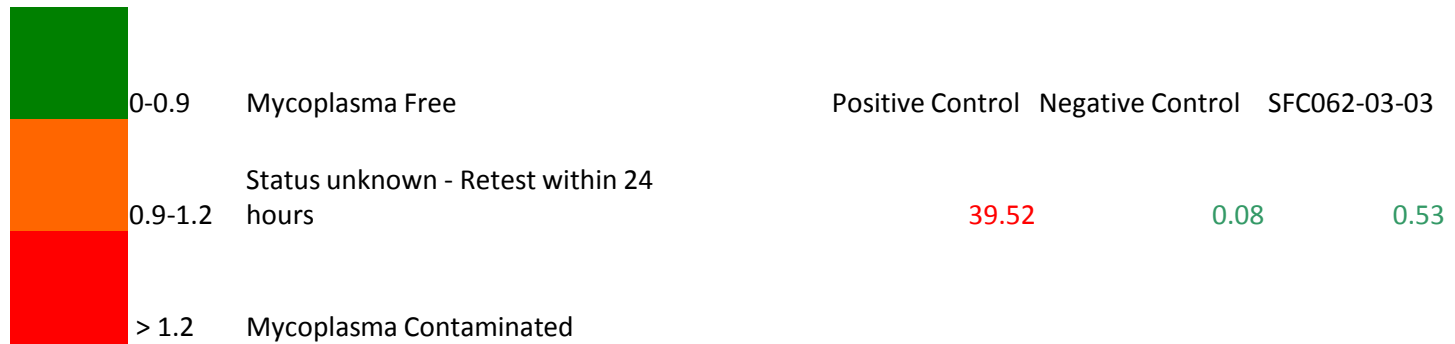 0-0.9 Mycoplasma Free Positive Control Negative Control SFC062-03-03
Status unknown - Retest within 24
0.9-1.2 hours 39.52 0.08 0.53
> 1.2 Mycoplasma Contaminated